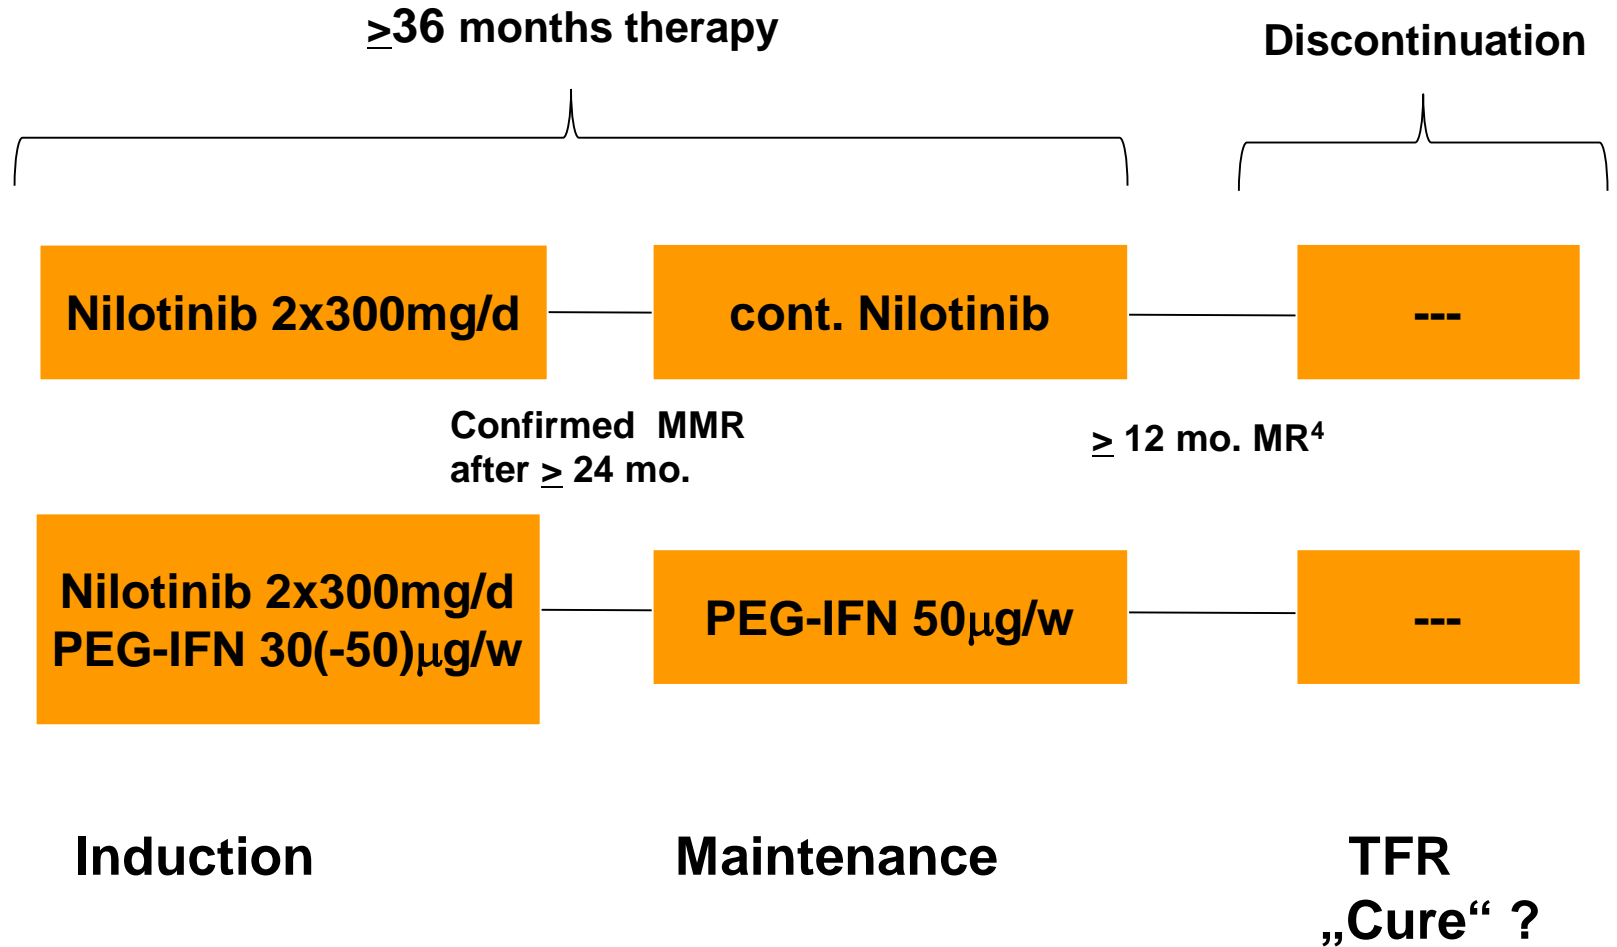 ≥36 months therapy
Discontinuation
Nilotinib 2x300mg/d
cont. Nilotinib
---
Confirmed MMR
after ≥ 24 mo.
≥ 12 mo. MR⁴
Nilotinib 2x300mg/d
PEG-IFN 30(-50)μg/w
PEG-IFN 50μg/w
---
Induction
Maintenance
TFR
„Cure“ ?